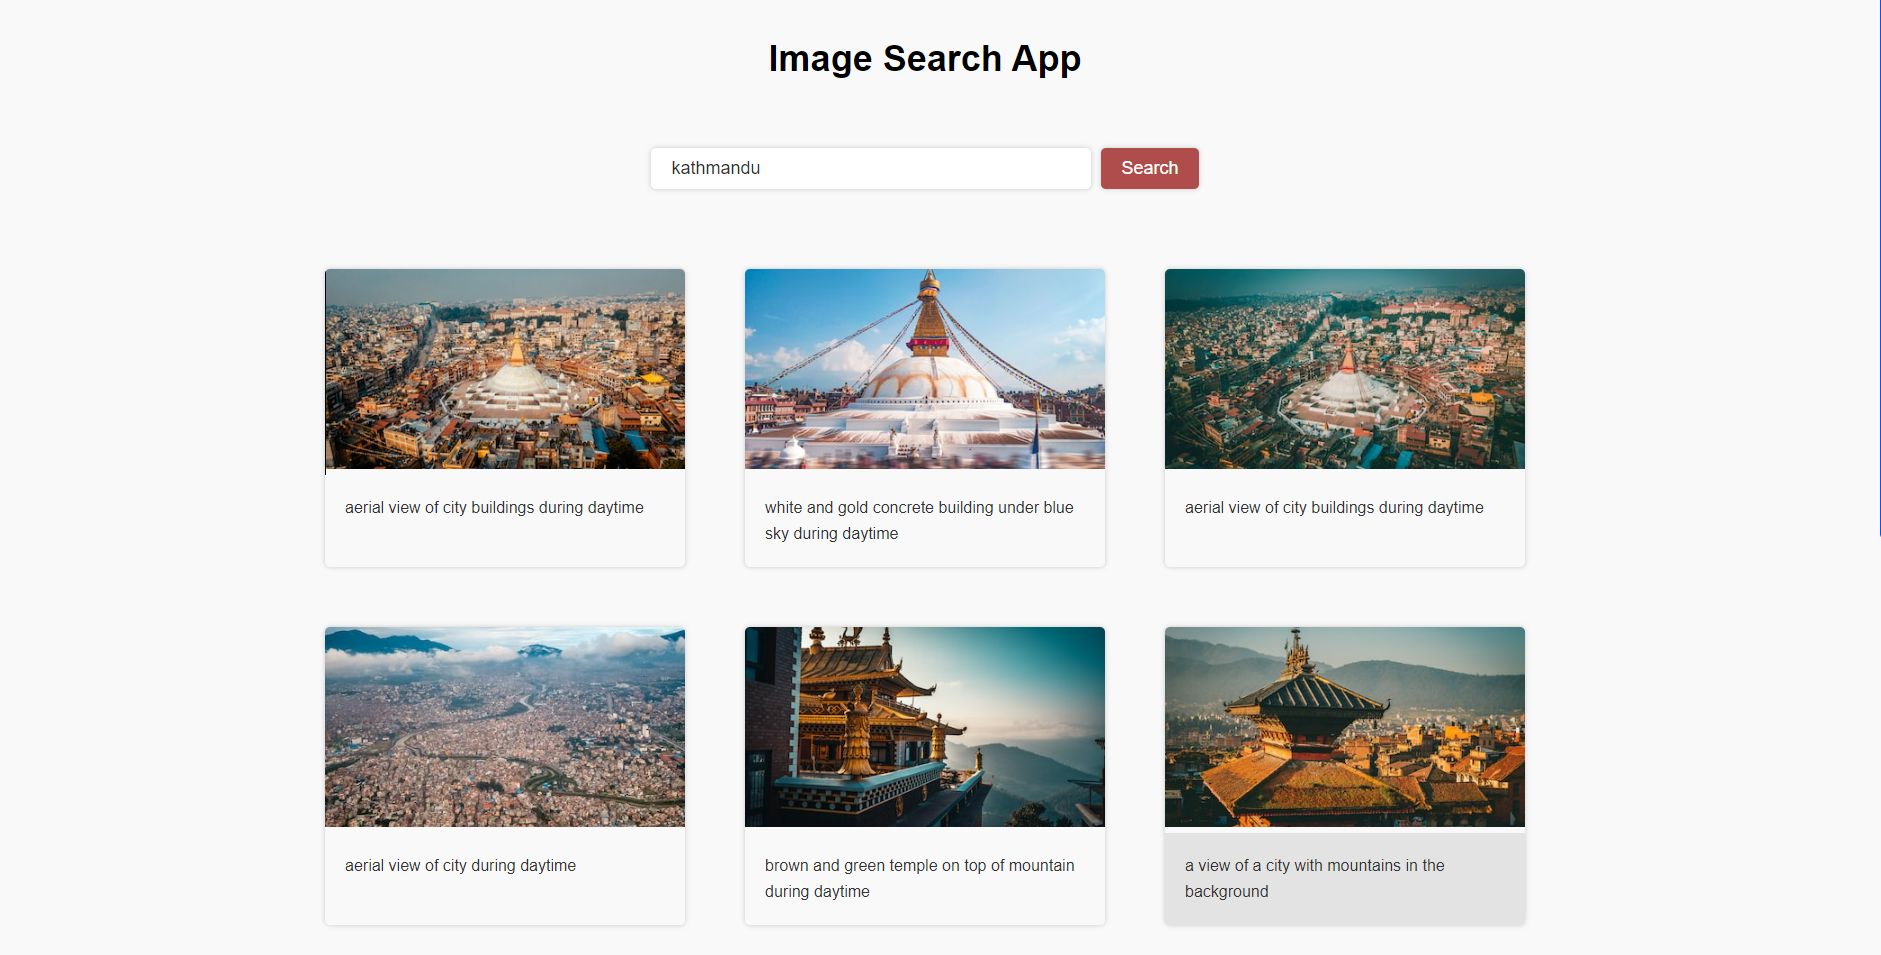 Image Search App
kathmandu
Search
aerial view of city buildings during daytime
white and gold concrete building under blue
sky during daytime
aerial view of city buildings during daytime
aerial view of city during daytime
brown and green temple on top of mountain
during daytime
a view of a city with mountains in the
background